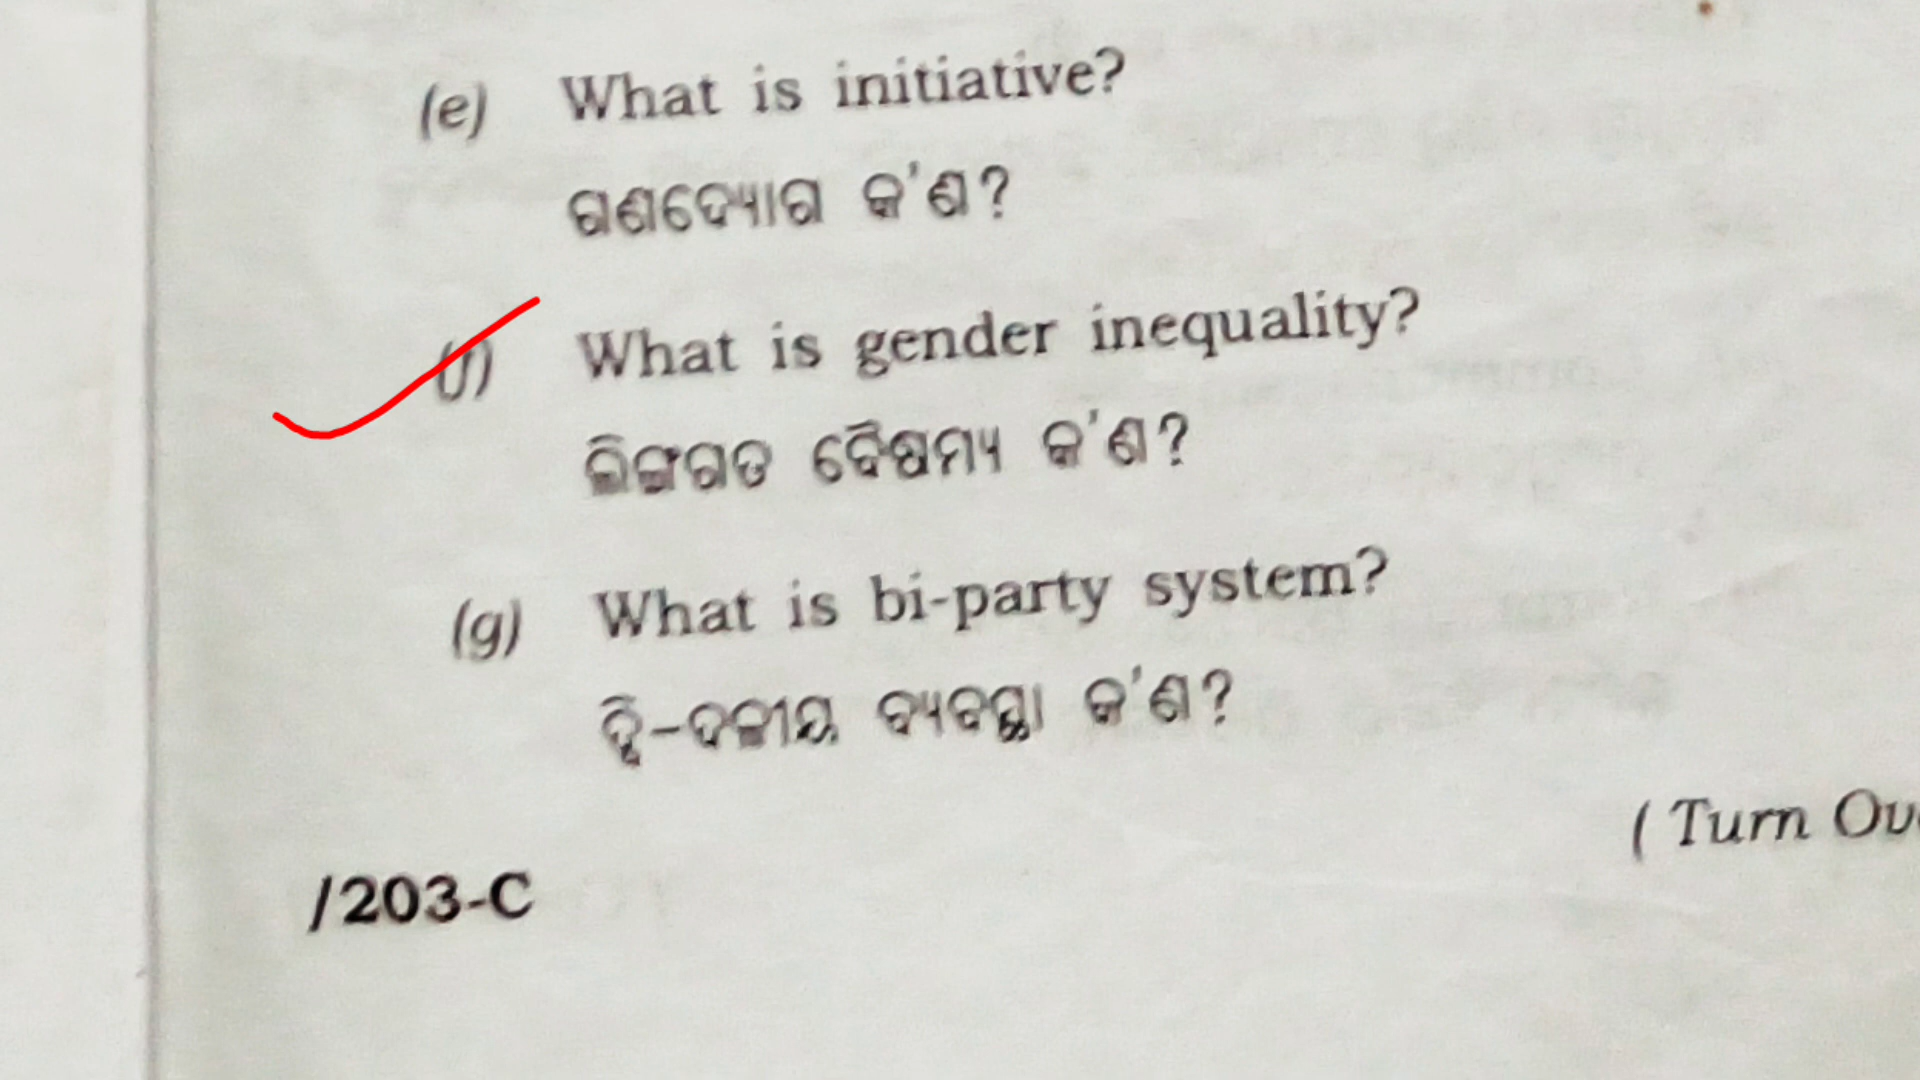 (e) What is initiative?
ଗଣଦ୍ୟୋଗ କ'ଣ?
(f) What is gender inequality?
ଲିଙ୍ଗଗତ ବୈଷମ୍ୟ କ'ଣ?
(g) What is bi-party system?
ଦ୍ୱି-ଦଳୀୟ ବ୍ୟବସ୍ଥା କ'ଣ?
( Turn Ov
/203-C